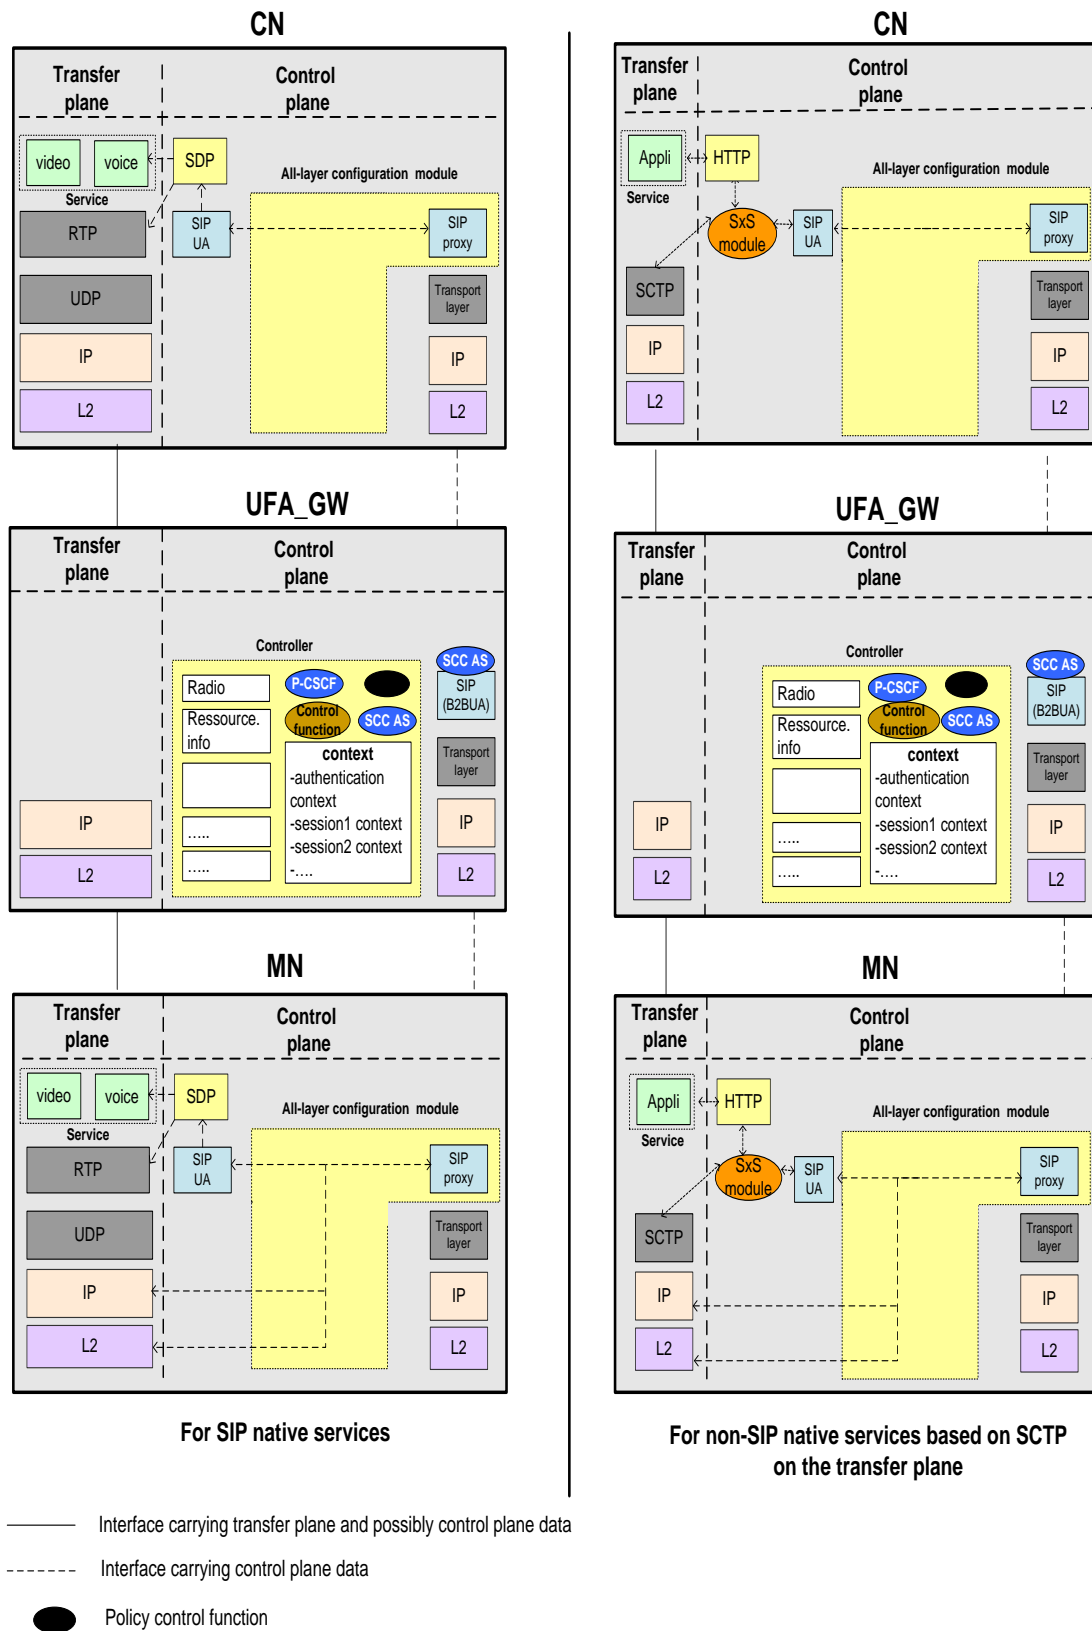 CN
Transfer
plane
Control
plane
video
voice
SDP
Service
All-layer configuration module
RTP
SIP
UA
SIP
proxy
UDP
Transport
layer
IP
IP
L2
L2
UFA_GW
Transfer
plane
Control
plane
Controller
SCC AS
SIP
(B2BUA)
Radio
P-CSCF
Ressource.
info
Control
function
SCC AS
context
-authentication
context
-session1 context
-session2 context
-....
.....
.....
Transport
layer
IP
IP
L2
L2
MN
Transfer
plane
Control
plane
video
voice
SDP
Service
All-layer configuration module
RTP
SIP
UA
SIP
proxy
UDP
Transport
layer
IP
IP
L2
L2
For SIP native services
CN
Transfer
plane
Control
plane
Appli
HTTP
Service
All-layer configuration module
SxS
module
SIP
UA
SIP
proxy
SCTP
Transport
layer
IP
IP
L2
L2
UFA_GW
Transfer
plane
Control
plane
Controller
SCC AS
SIP
(B2BUA)
Radio
P-CSCF
Ressource.
info
Control
function
SCC AS
context
-authentication
context
-session1 context
-session2 context
-....
.....
.....
Transport
layer
IP
IP
L2
L2
MN
Transfer
plane
Control
plane
Appli
HTTP
Service
All-layer configuration module
SxS
module
SIP
UA
SIP
proxy
SCTP
Transport
layer
IP
IP
L2
L2
For non-SIP native services based on SCTP
on the transfer plane
Interface carrying transfer plane and possibly control plane data
Interface carrying control plane data
Policy control function